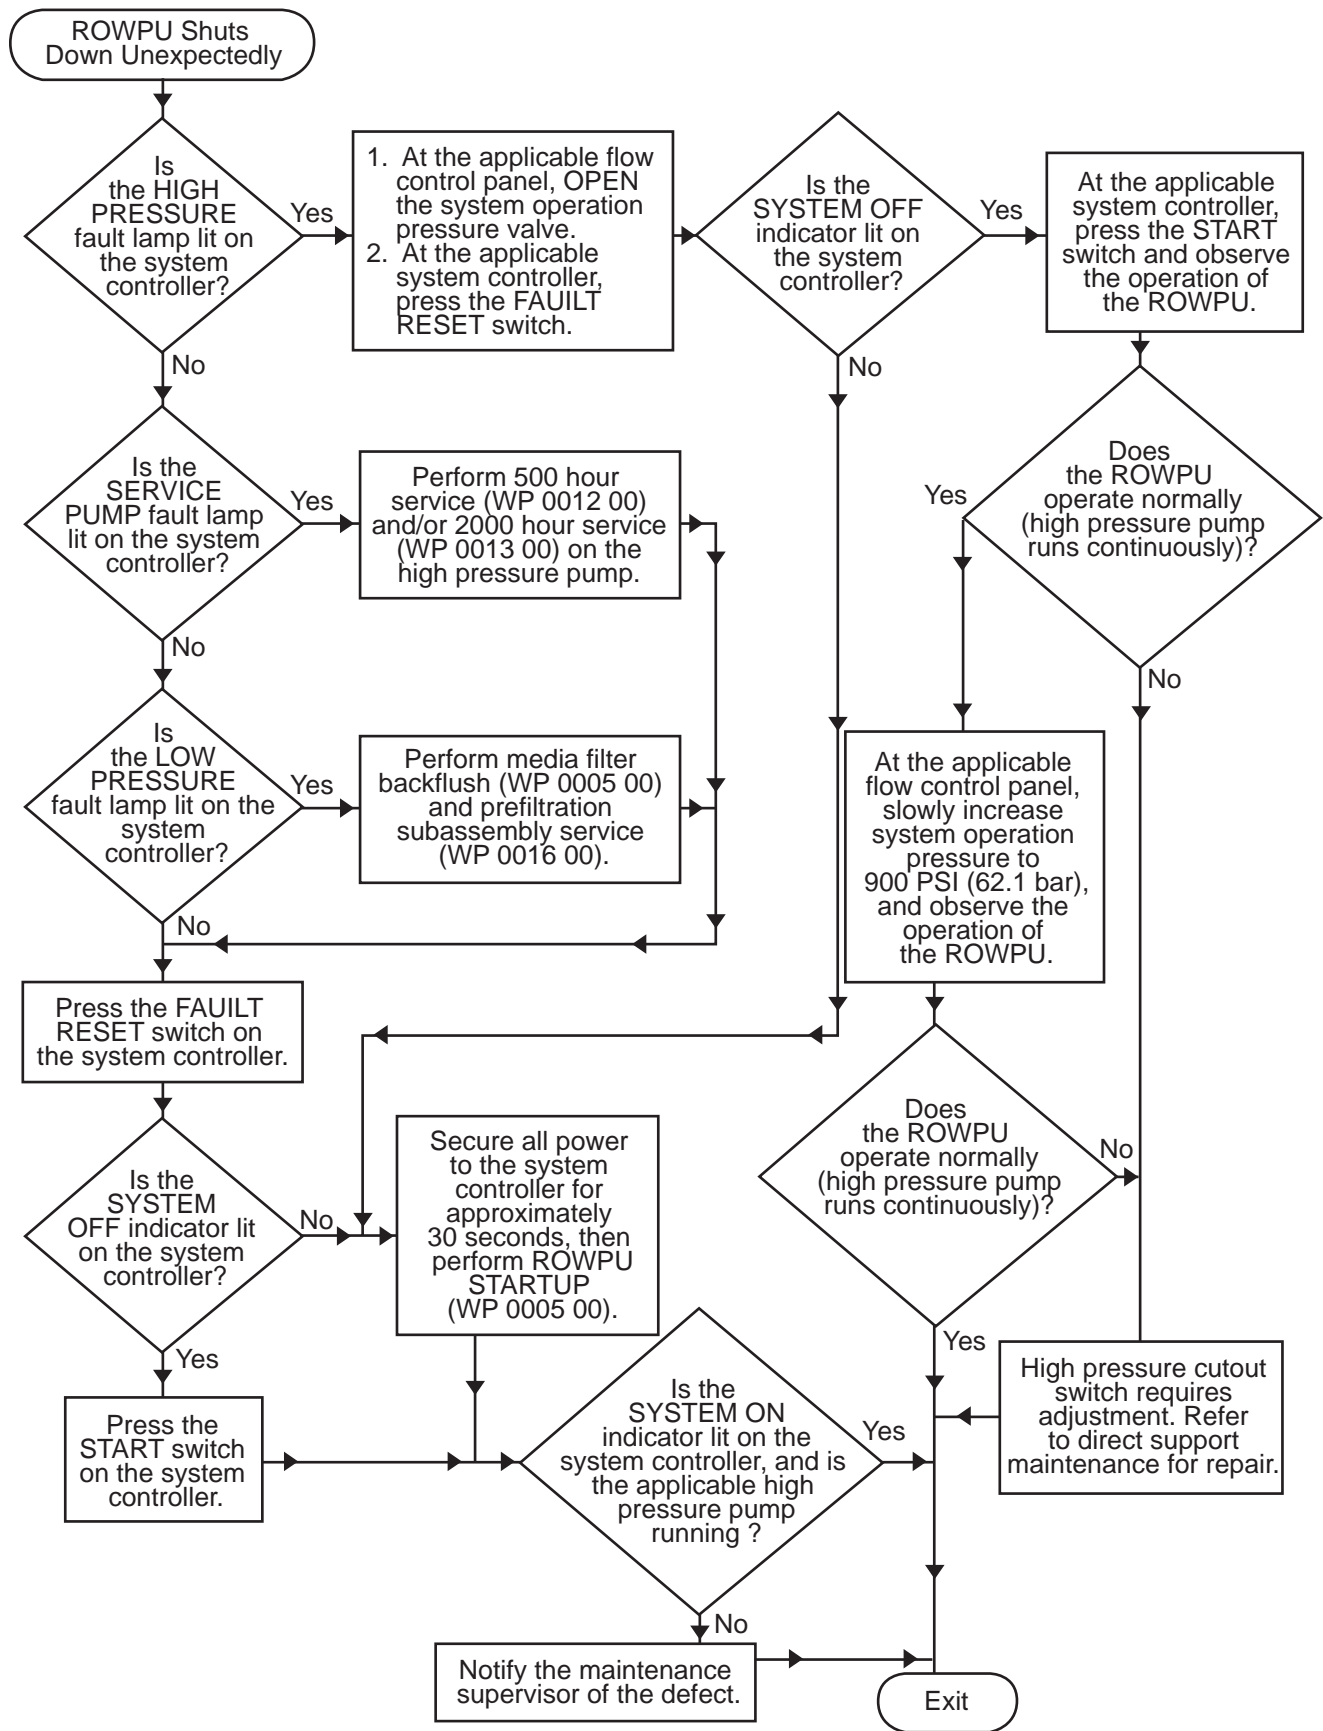 ROWPU Shuts
Down Unexpectedly
Is
the HIGH
PRESSURE
fault lamp lit on
the system
controller?
Yes
No
1. At the applicable flow
control panel, OPEN
the system operation
pressure valve.
2. At the applicable
system controller,
press the FAUILT
RESET switch.
Is the
SYSTEM OFF
indicator lit on
the system
controller?
Yes
No
At the applicable
system controller,
press the START
switch and observe
the operation of
the ROWPU.
Is the
SERVICE
PUMP fault lamp
lit on the system
controller?
Yes
No
Perform 500 hour
service (WP 0012 00)
and/or 2000 hour service
(WP 0013 00) on the
high pressure pump.
Does
the ROWPU
operate normally
(high pressure pump
runs continuously)?
Yes
No
Is
the LOW
PRESSURE
fault lamp lit on the
system
controller?
Yes
No
Perform media filter
backflush (WP 0005 00)
and prefiltration
subassembly service
(WP 0016 00).
At the applicable
flow control panel,
slowly increase
system operation
pressure to
900 PSI (62.1 bar),
and observe the
operation of
the ROWPU.
Press the FAUILT
RESET switch on
the system controller.
Is the
SYSTEM
OFF indicator lit
on the system
controller?
No
Yes
Secure all power
to the system
controller for
approximately
30 seconds, then
perform ROWPU
STARTUP
(WP 0005 00).
Does
the ROWPU
operate normally
(high pressure pump
runs continuously)?
No
Yes
Press the
START switch
on the system
controller.
Is the
SYSTEM ON
indicator lit on the
system controller, and is
the applicable high
pressure pump
running ?
Yes
No
High pressure cutout
switch requires
adjustment. Refer
to direct support
maintenance for repair.
Notify the maintenance
supervisor of the defect.
Exit